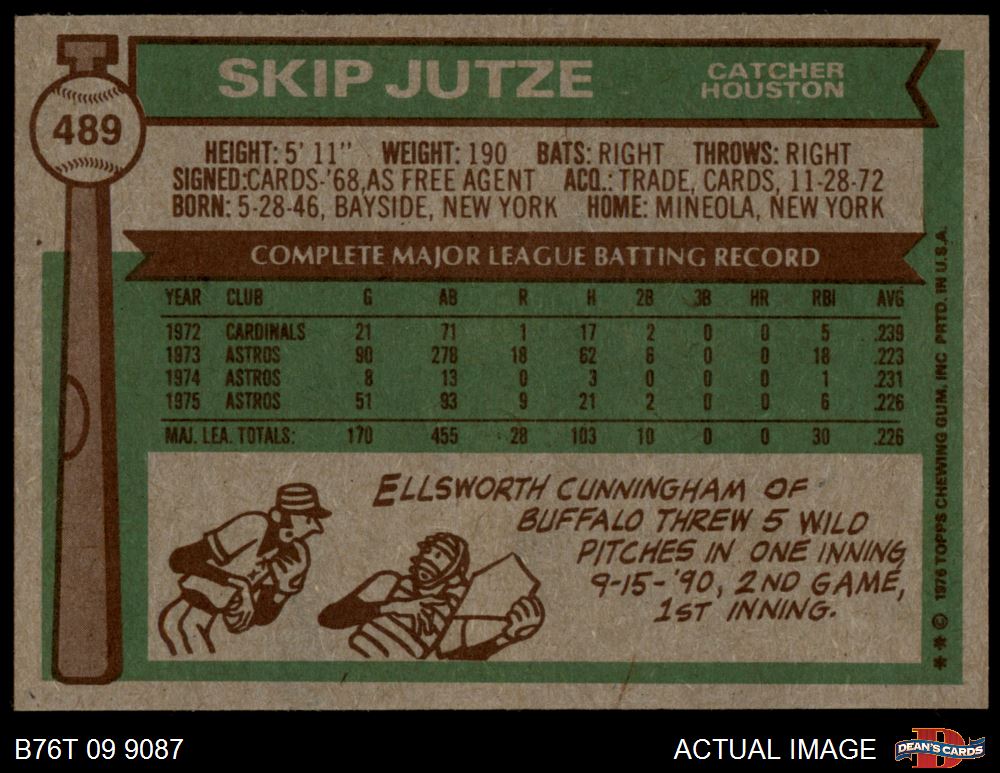 SKIP JUTZE
CATCHER
HOUSTON
489
HEIGHT: 5' 11" WEIGHT: 190 BATS: RIGHT THROWS: RIGHT
SIGNED:CARDS-'68,AS FREE AGENT ACQ.: TRADE, CARDS, 11-28-72
BORN: 5-28-46, BAYSIDE, NEW YORK HOME: MINEOLA, NEW YORK
COMPLETE MAJOR LEAGUE BATTING RECORD
YEAR CLUB G AB R H 2B 3B HR RBI AVG
1972 CARDINALS 21 71 1 17 2 0 0 5 .239
1973 ASTROS 90 278 18 62 6 0 0 18 .223
1974 ASTROS 8 13 0 3 0 0 0 1 .231
1975 ASTROS 51 93 9 21 2 0 0 6 .226
MAJ. LEA. TOTALS: 170 455 28 103 10 0 0 30 .226
ELLSWORTH CUNNINGHAM OF
BUFFALO THREW 5 WILD
PITCHES IN ONE INNING
9-15-'90, 2ND GAME,
1ST INNING.
** © 1976 TOPPS CHEWING GUM, INC PRTD. IN U.S.A.
B76T 09 9087
ACTUAL IMAGE
D
DEAN'S CARDS